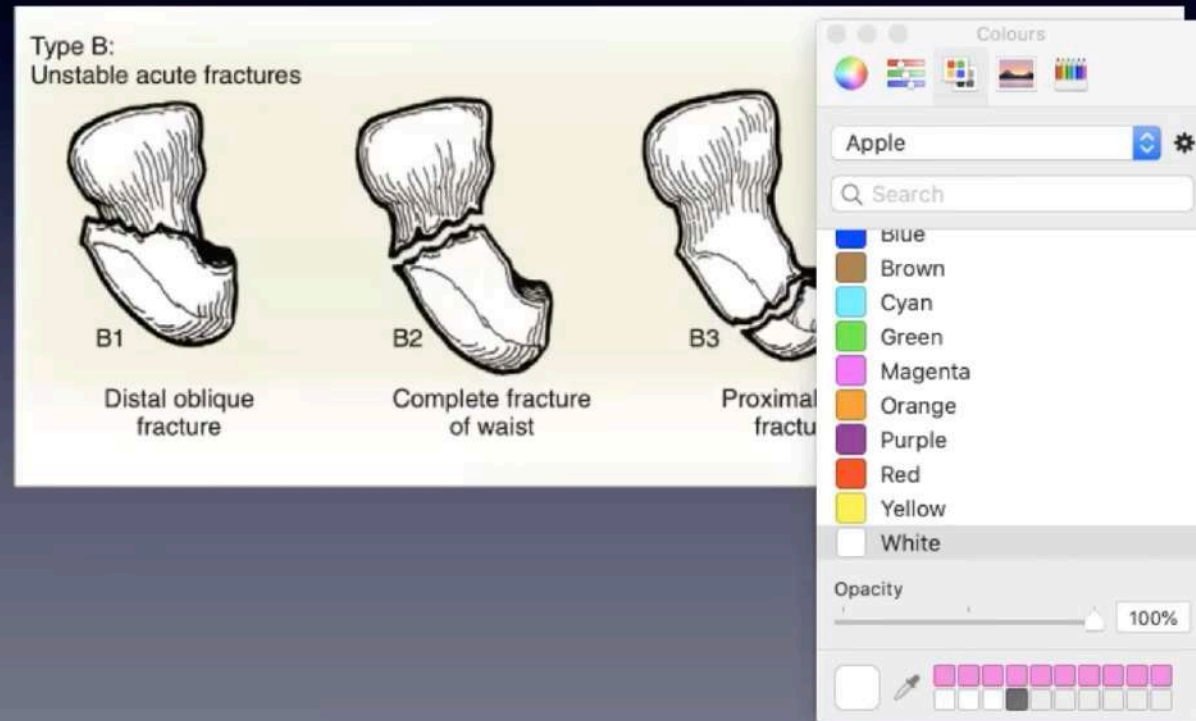 Type B:
Unstable acute fractures
B1
Distal oblique
fracture
B2
Complete fracture
of waist
B3
Proximal
fractu
Colours
Apple
Search
Blue
Brown
Cyan
Green
Magenta
Orange
Purple
Red
Yellow
White
Opacity
100%